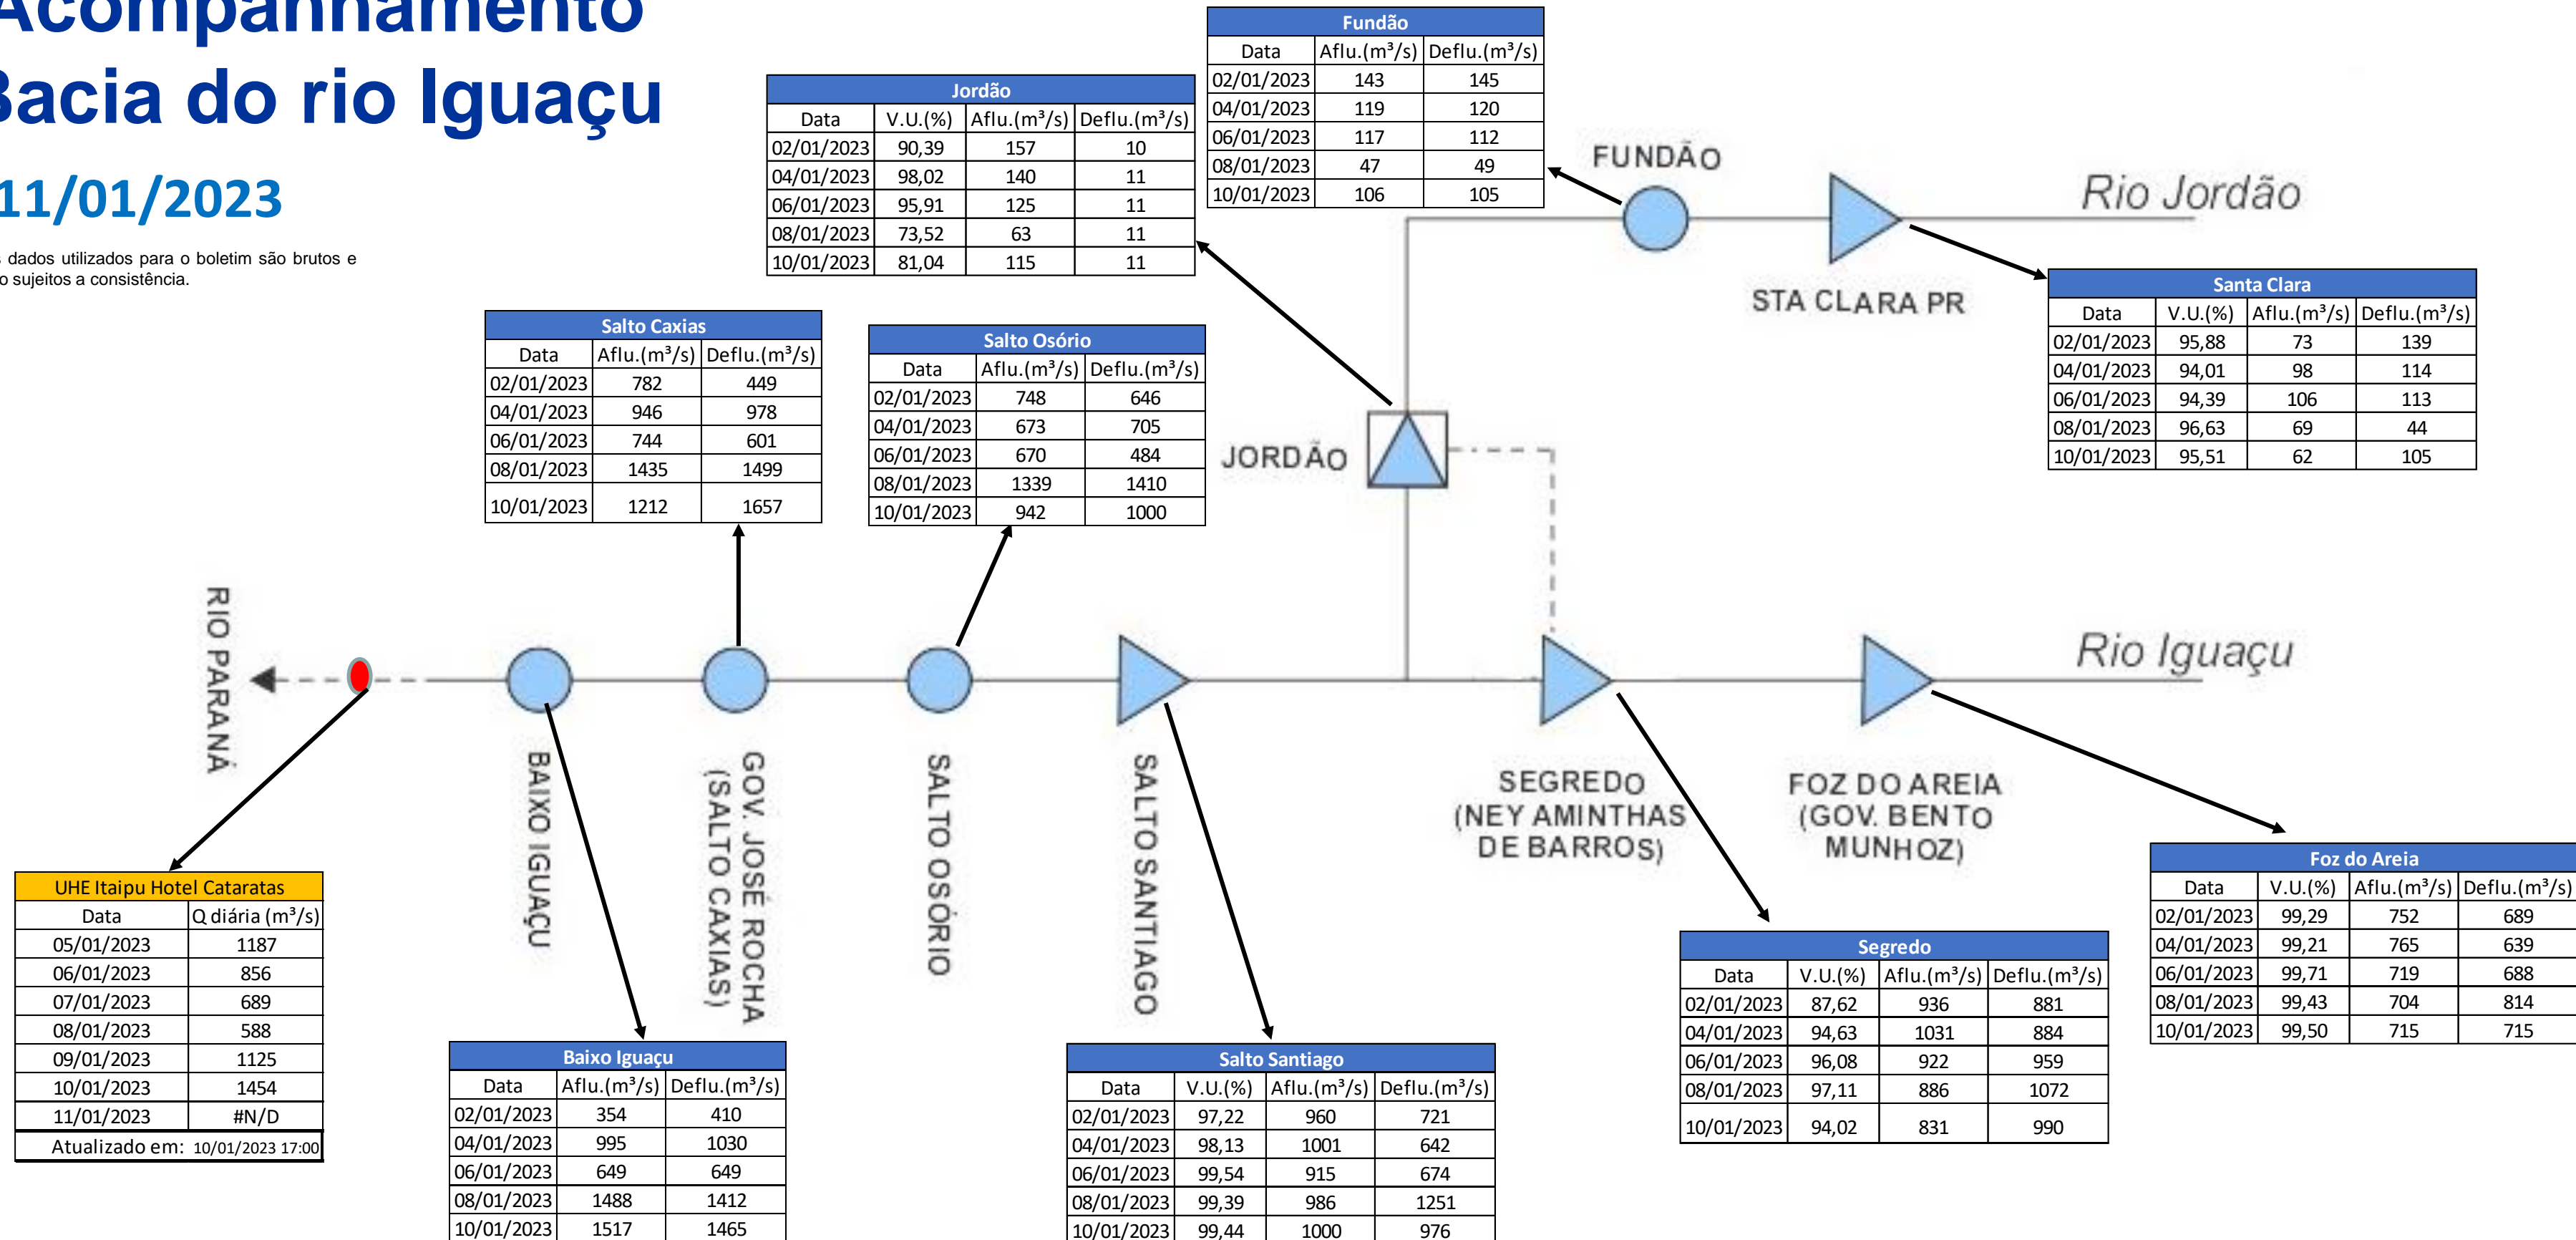 Acompanhamento
Bacia do rio Iguaçu
11/01/2023
dados utilizados para o boletim são brutos e
sujeitos a consistência.
Fundão
Data Aflu.(m³/s) Deflu.(m³/s)
02/01/2023 143 145
04/01/2023 119 120
06/01/2023 117 112
08/01/2023 47 49
10/01/2023 106 105
Jordão
Data V.U.(%) Aflu.(m³/s) Deflu.(m³/s)
02/01/2023 90,39 157 10
04/01/2023 98,02 140 11
06/01/2023 95,91 125 11
08/01/2023 73,52 63 11
10/01/2023 81,04 115 11
FUNDÃO
Rio Jordão
STA CLARA PR
Santa Clara
Data V.U.(%) Aflu.(m³/s) Deflu.(m³/s)
02/01/2023 95,88 73 139
04/01/2023 94,01 98 114
06/01/2023 94,39 106 113
08/01/2023 96,63 69 44
10/01/2023 95,51 62 105
Salto Caxias
Data Aflu.(m³/s) Deflu.(m³/s)
02/01/2023 782 449
04/01/2023 946 978
06/01/2023 744 601
08/01/2023 1435 1499
10/01/2023 1212 1657
Salto Osório
Data Aflu.(m³/s) Deflu.(m³/s)
02/01/2023 748 646
04/01/2023 673 705
06/01/2023 670 484
08/01/2023 1339 1410
10/01/2023 942 1000
JORDÃO
RIO PARANÁ
Rio Iguaçu
BAIXO IGUAÇU
GOV. JOSÉ ROCHA
(SALTO CAXIAS)
SALTO OSÓRIO
SALTO SANTIAGO
SEGREDO
(NEY AMINTHAS
DE BARROS)
FOZ DO AREIA
(GOV. BENTO
MUNHOZ)
UHE Itaipu Hotel Cataratas
Data Q diária (m³/s)
05/01/2023 1187
06/01/2023 856
07/01/2023 689
08/01/2023 588
09/01/2023 1125
10/01/2023 1454
11/01/2023 #N/D
Atualizado em: 10/01/2023 17:00
Baixo Iguaçu
Data Aflu.(m³/s) Deflu.(m³/s)
02/01/2023 354 410
04/01/2023 995 1030
06/01/2023 649 649
08/01/2023 1488 1412
10/01/2023 1517 1465
Salto Santiago
Data V.U.(%) Aflu.(m³/s) Deflu.(m³/s)
02/01/2023 97,22 960 721
04/01/2023 98,13 1001 642
06/01/2023 99,54 915 674
08/01/2023 99,39 986 1251
10/01/2023 99,44 1000 976
Segredo
Data V.U.(%) Aflu.(m³/s) Deflu.(m³/s)
02/01/2023 87,62 936 881
04/01/2023 94,63 1031 884
06/01/2023 96,08 922 959
08/01/2023 97,11 886 1072
10/01/2023 94,02 831 990
Foz do Areia
Data V.U.(%) Aflu.(m³/s) Deflu.(m³/s)
02/01/2023 99,29 752 689
04/01/2023 99,21 765 639
06/01/2023 99,71 719 688
08/01/2023 99,43 704 814
10/01/2023 99,50 715 715